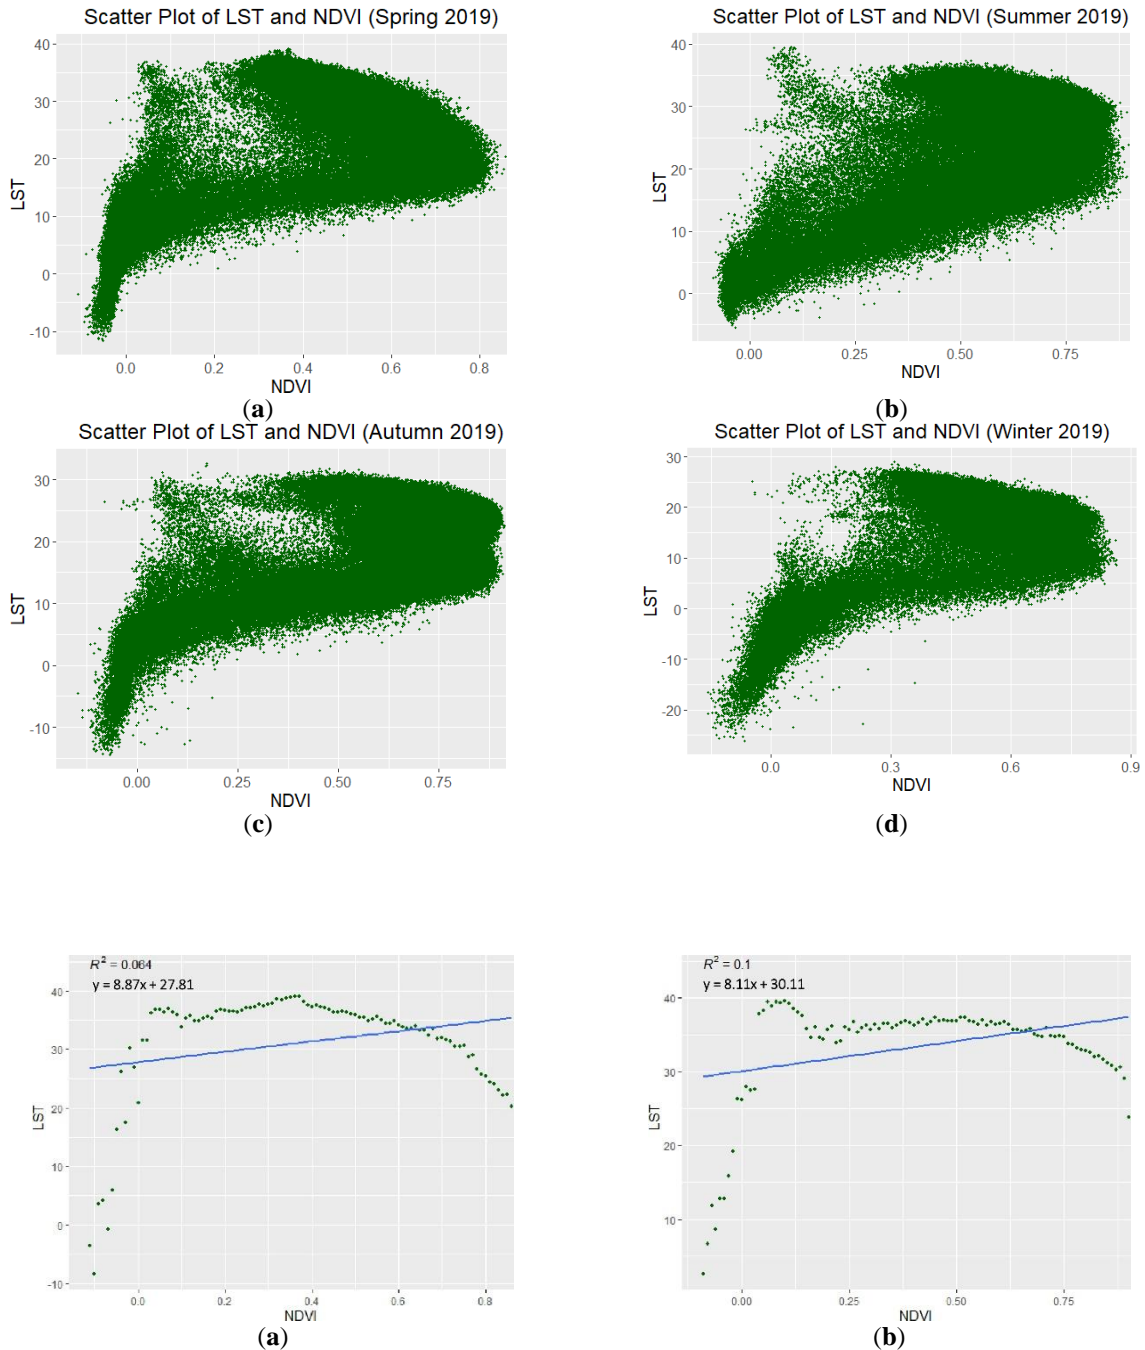 Scatter Plot of LST and NDVI (Spring 2019)
LST
40
30
20
10
0
-10
0.0 0.2 0.4 0.6 0.8
NDVI
(a)
Scatter Plot of LST and NDVI (Summer 2019)
LST
40
30
20
10
0
0.00 0.25 0.50 0.75
NDVI
(b)
Scatter Plot of LST and NDVI (Autumn 2019)
LST
30
20
10
0
-10
0.00 0.25 0.50 0.75
NDVI
(c)
Scatter Plot of LST and NDVI (Winter 2019)
LST
30
20
10
0
-10
-20
0.0 0.3 0.6 0.9
NDVI
(d)
R² = 0.064
y = 8.87x + 27.81
LST
40
30
20
10
0
-10
0.0 0.2 0.4 0.6 0.8
NDVI
(a)
R² = 0.1
y = 8.11x + 30.11
LST
40
30
20
10
0.00 0.25 0.50 0.75
NDVI
(b)